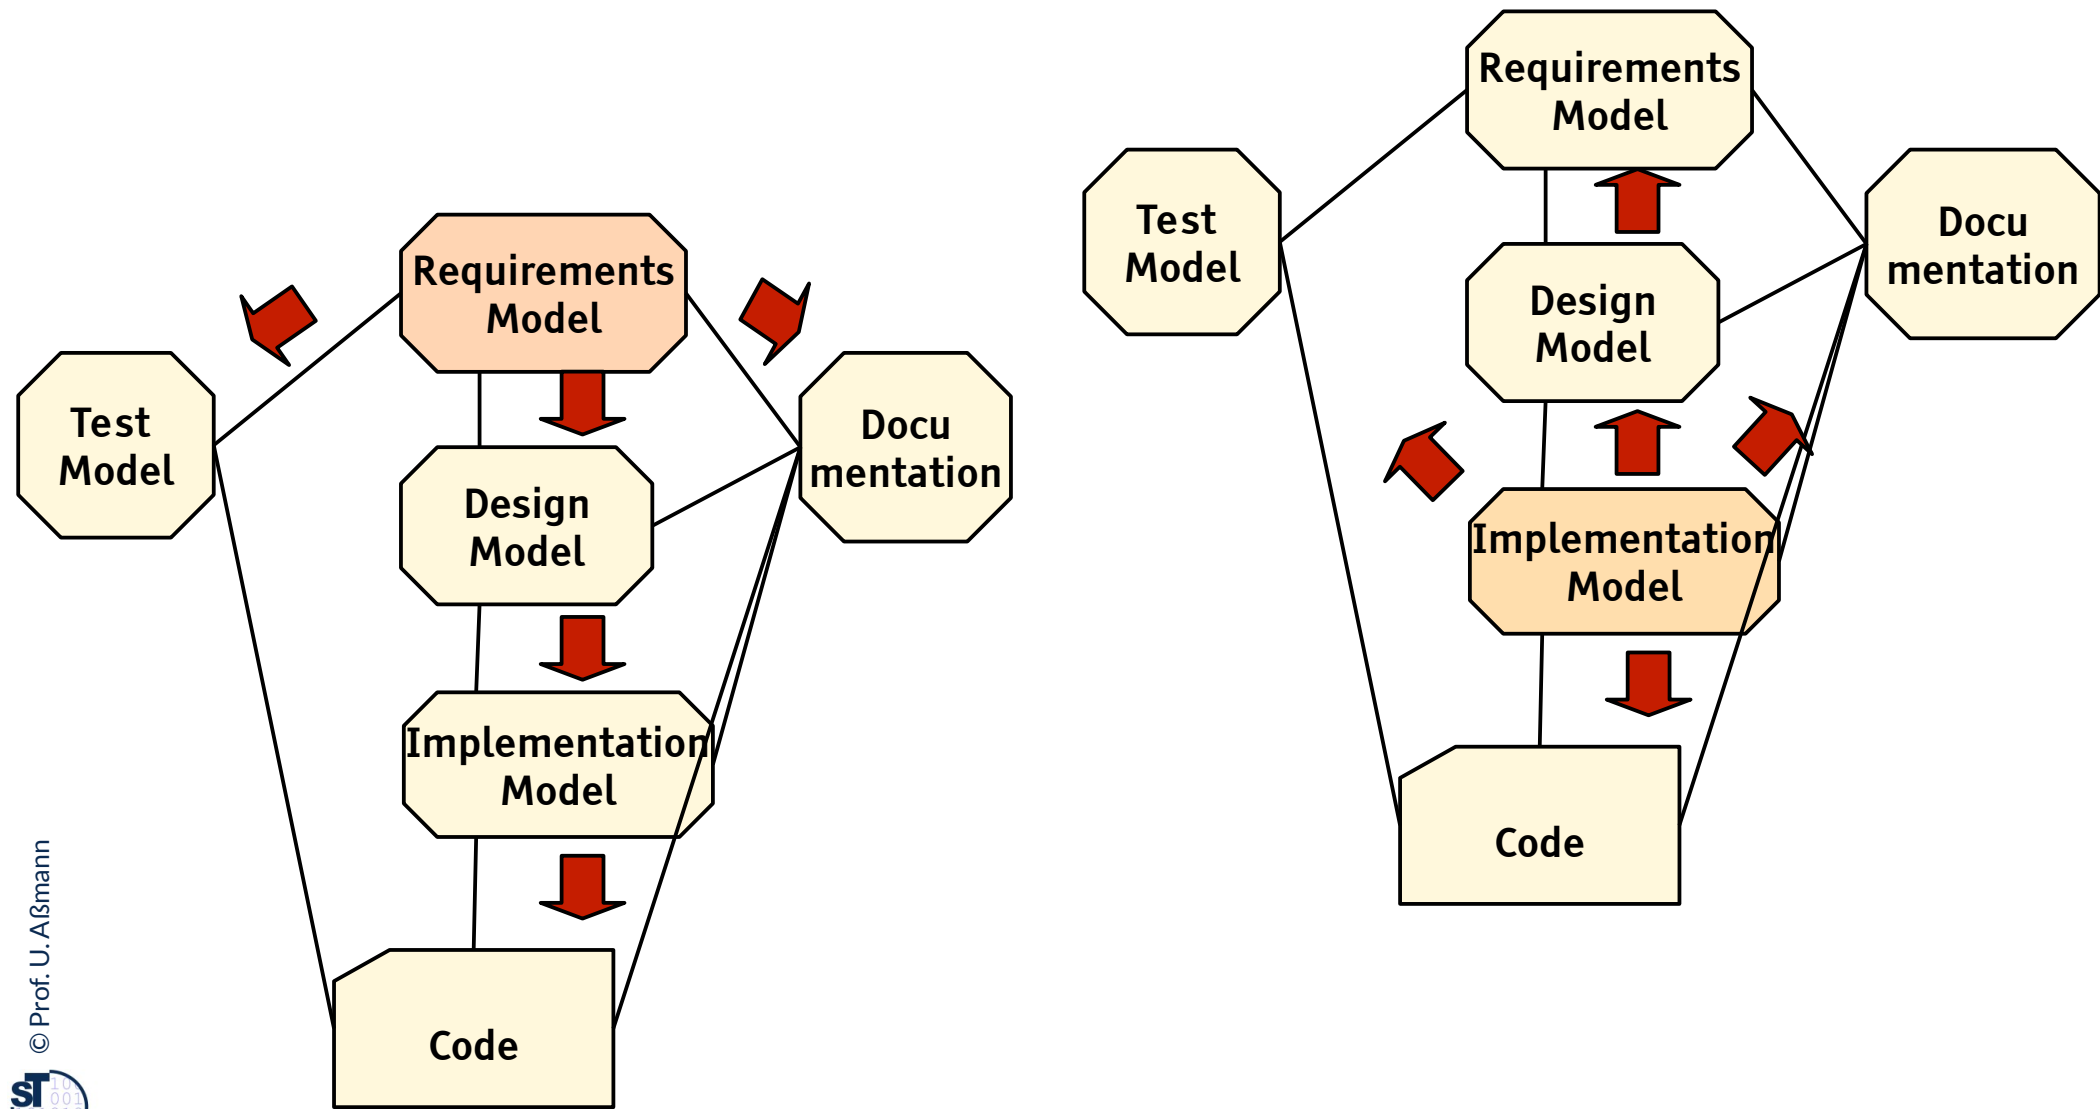 Requirements
Model
Test
Model
Docu
mentation
Design
Model
Implementation
Model
Code
Requirements
Model
Test
Model
Docu
mentation
Design
Model
Implementation
Model
Code
© Prof. U. Aßmann
ST